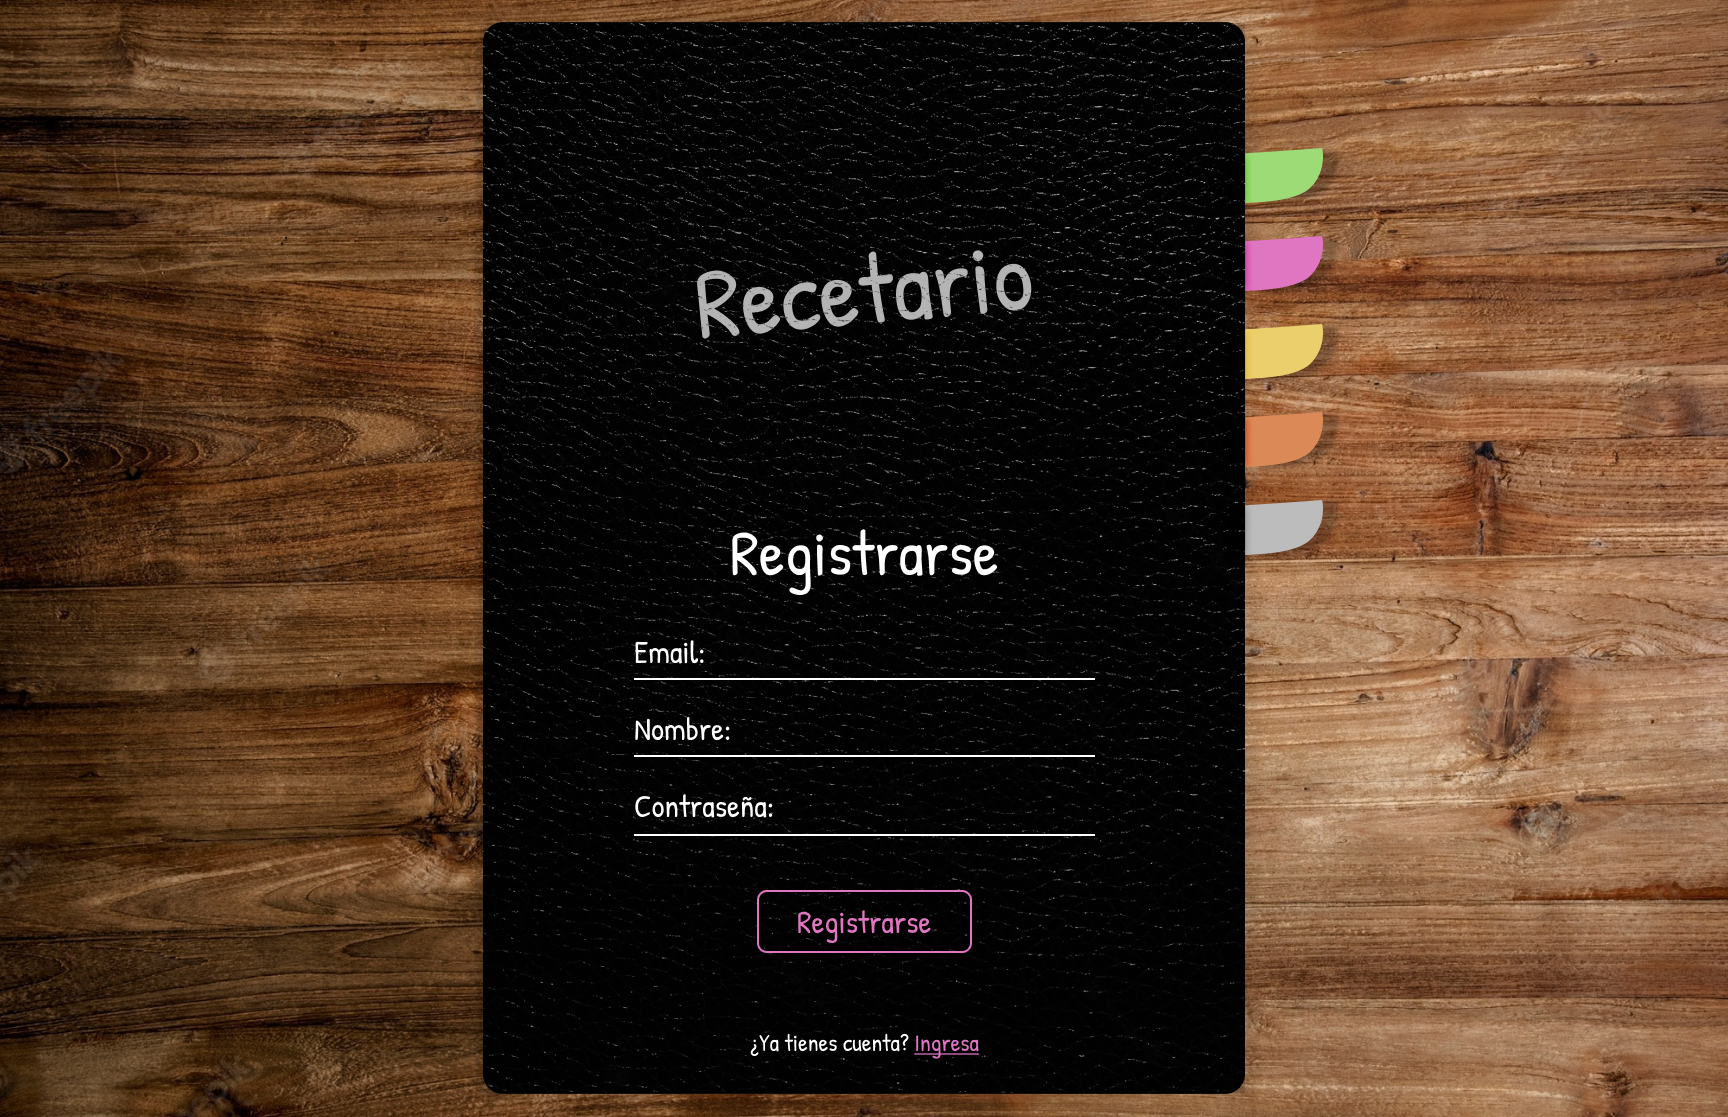 Recetario
Registrarse
Email:
Nombre:
Contraseña:
Registrarse
¿Ya tienes cuenta? Ingresa